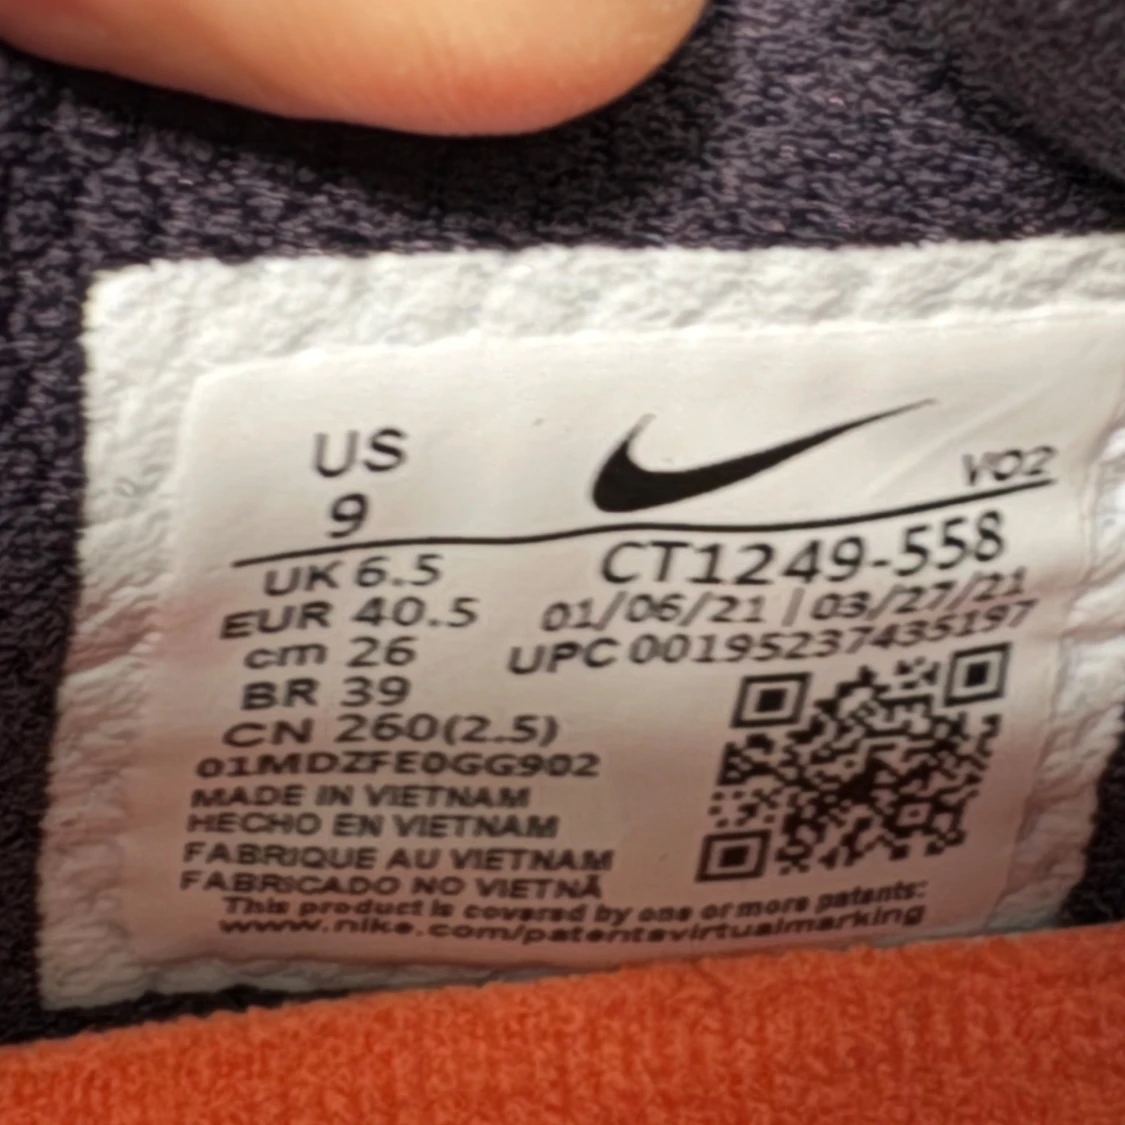 US
9
VO2
UK 6.5
CT1249-558
EUR 40.5
01/06/21 | 03/27/21
cm 26
UPC 00195237435197
BR 39
CN 260(2.5)
01MDZFE0GG902
MADE IN VIETNAM
HECHO EN VIETNAM
FABRIQUE AU VIETNAM
FABRICADO NO VIETNÃ
This product is covered by one or more patents:
www.nike.com/patentsvirtualmarking